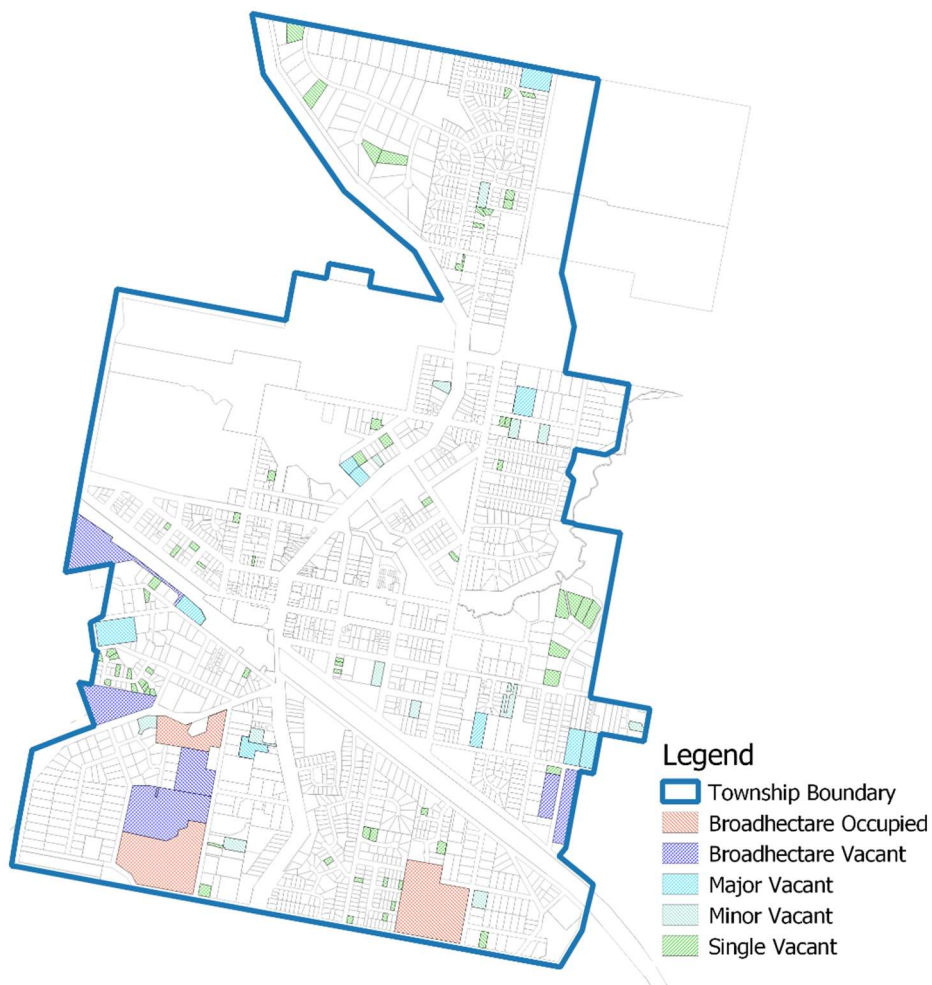 Legend
Township Boundary
Broadhectare Occupied
Broadhectare Vacant
Major Vacant
Minor Vacant
Single Vacant